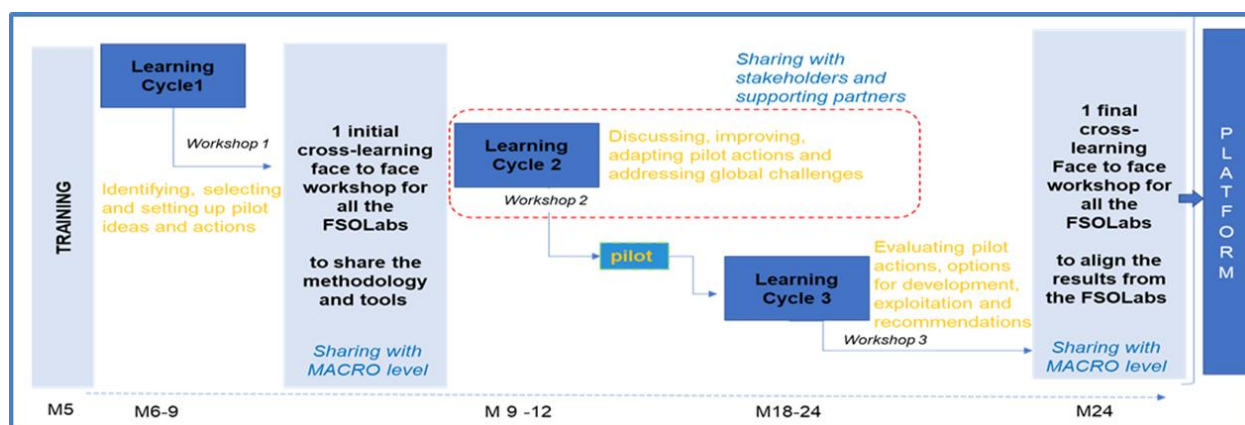 TRAINING
Learning
Cycle1
Workshop 1
Identifying, selecting
and setting up pilot
ideas and actions
1 initial
cross-learning
face to face
workshop for
all the
FSOLabs
to share the
methodology
and tools
Sharing with
MACRO level
Sharing with
stakeholders and
supporting partners
Learning
Cycle 2
Discussing, improving,
adapting pilot actions and
addressing global challenges
Workshop 2
pilot
Learning
Cycle 3
Evaluating pilot
actions, options
for development,
exploitation and
recommendations
Workshop 3
1 final
cross-
learning
Face to face
workshop for
all the
FSOLabs
to align the
results from
the FSOLabs
Sharing with
MACRO level
PLATFORM
M5
M6-9
M 9 -12
M18-24
M24